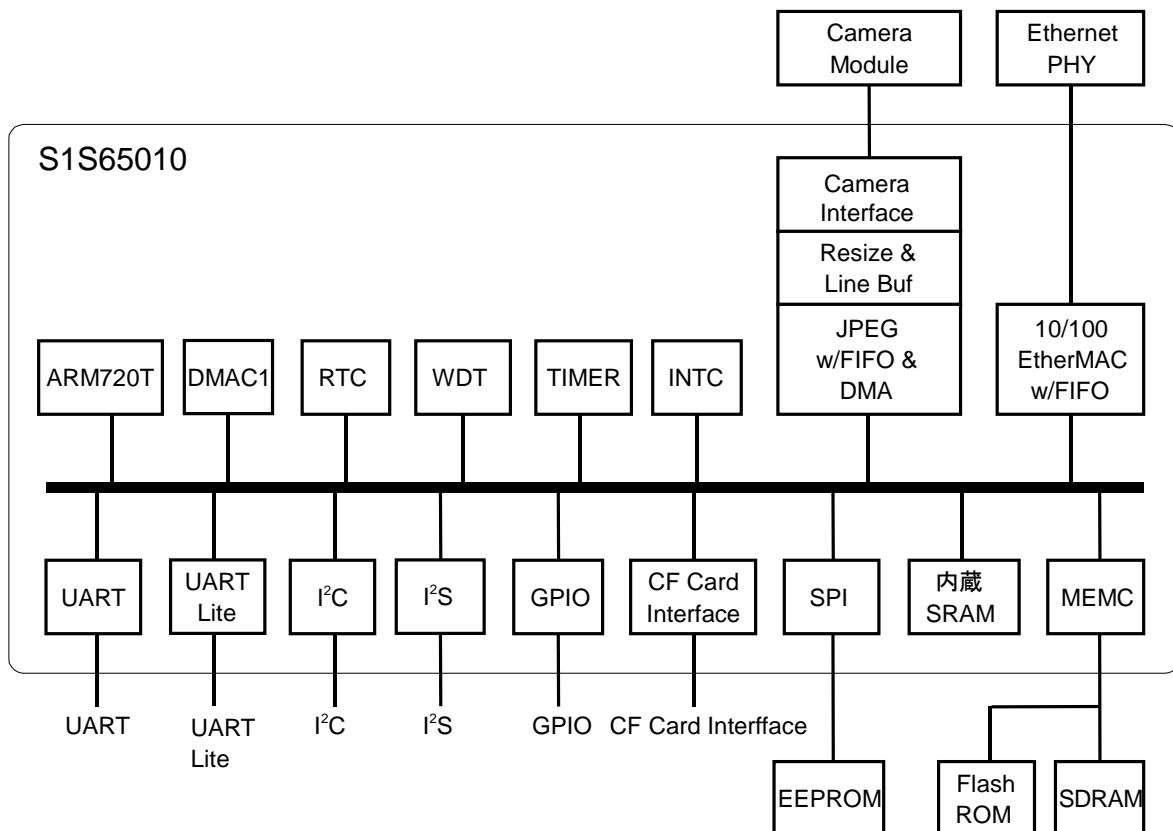 Camera
Module
Ethernet
PHY
S1S65010
Camera
Interface
Resize &
Line Buf
JPEG
w/FIFO &
DMA
10/100
EtherMAC
w/FIFO
ARM720T
DMAC1
RTC
WDT
TIMER
INTC
UART
UART
Lite
I²C
I²S
GPIO
CF Card
Interface
SPI
内蔵
SRAM
MEMC
UART
UART
Lite
I²C
I²S
GPIO
CF Card Interfface
EEPROM
Flash
ROM
SDRAM